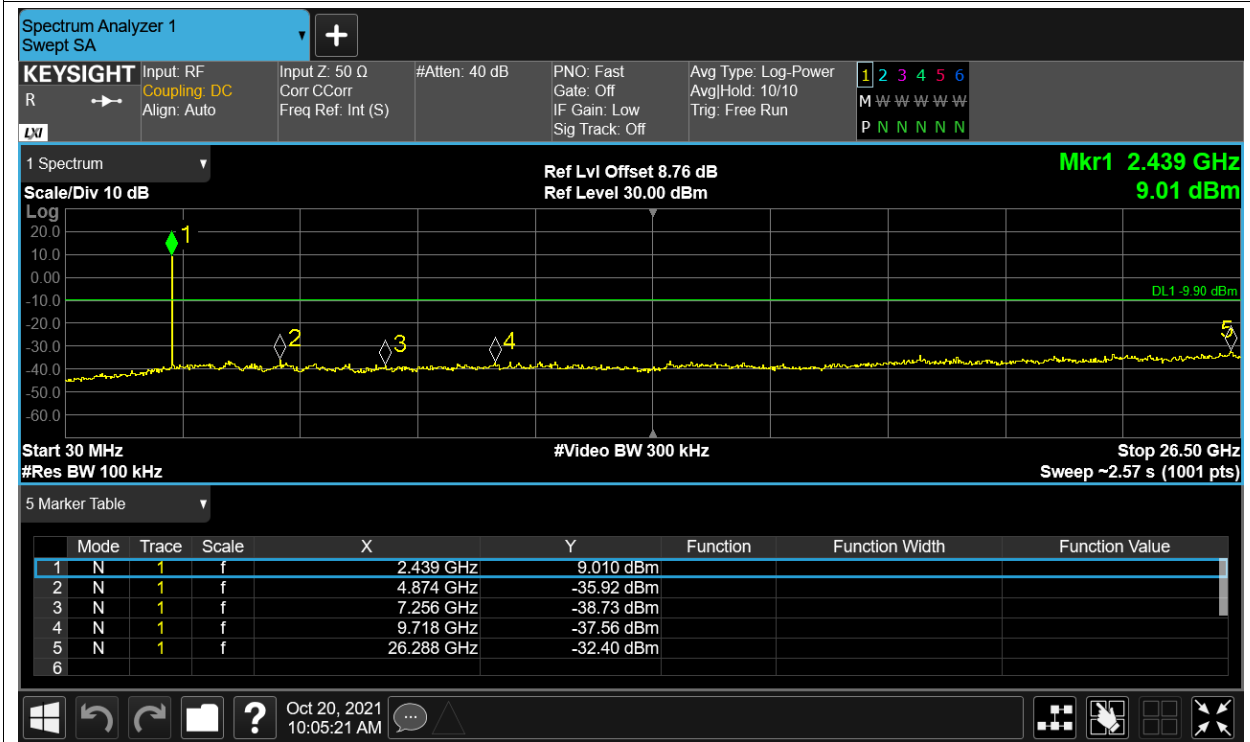 Spectrum Analyzer 1
Swept SA
+
KEYSIGHT Input: RF Input Z: 50 Ω #Atten: 40 dB PNO: Fast Avg Type: Log-Power 1 2 3 4 5 6
R Coupling: DC Corr CCorr Gate: Off Avg|Hold: 10/10 M W W W W W
Align: Auto Freq Ref: Int (S) IF Gain: Low Trig: Free Run
LXI Sig Track: Off P N N N N N
1 Spectrum Ref Lvl Offset 8.76 dB Mkr1 2.439 GHz
Scale/Div 10 dB Ref Level 30.00 dBm 9.01 dBm
Log
20.0 1
10.0
0.00
DL1 -9.90 dBm
-10.0
-20.0
2 3 4 5
-30.0
-40.0
-50.0
-60.0
Start 30 MHz #Video BW 300 kHz Stop 26.50 GHz
#Res BW 100 kHz Sweep ~2.57 s (1001 pts)
5 Marker Table
Mode Trace Scale X Y Function Function Width Function Value
1 N 1 f 2.439 GHz 9.010 dBm
2 N 1 f 4.874 GHz -35.92 dBm
3 N 1 f 7.256 GHz -38.73 dBm
4 N 1 f 9.718 GHz -37.56 dBm
5 N 1 f 26.288 GHz -32.40 dBm
6
? Oct 20, 2021
10:05:21 AM